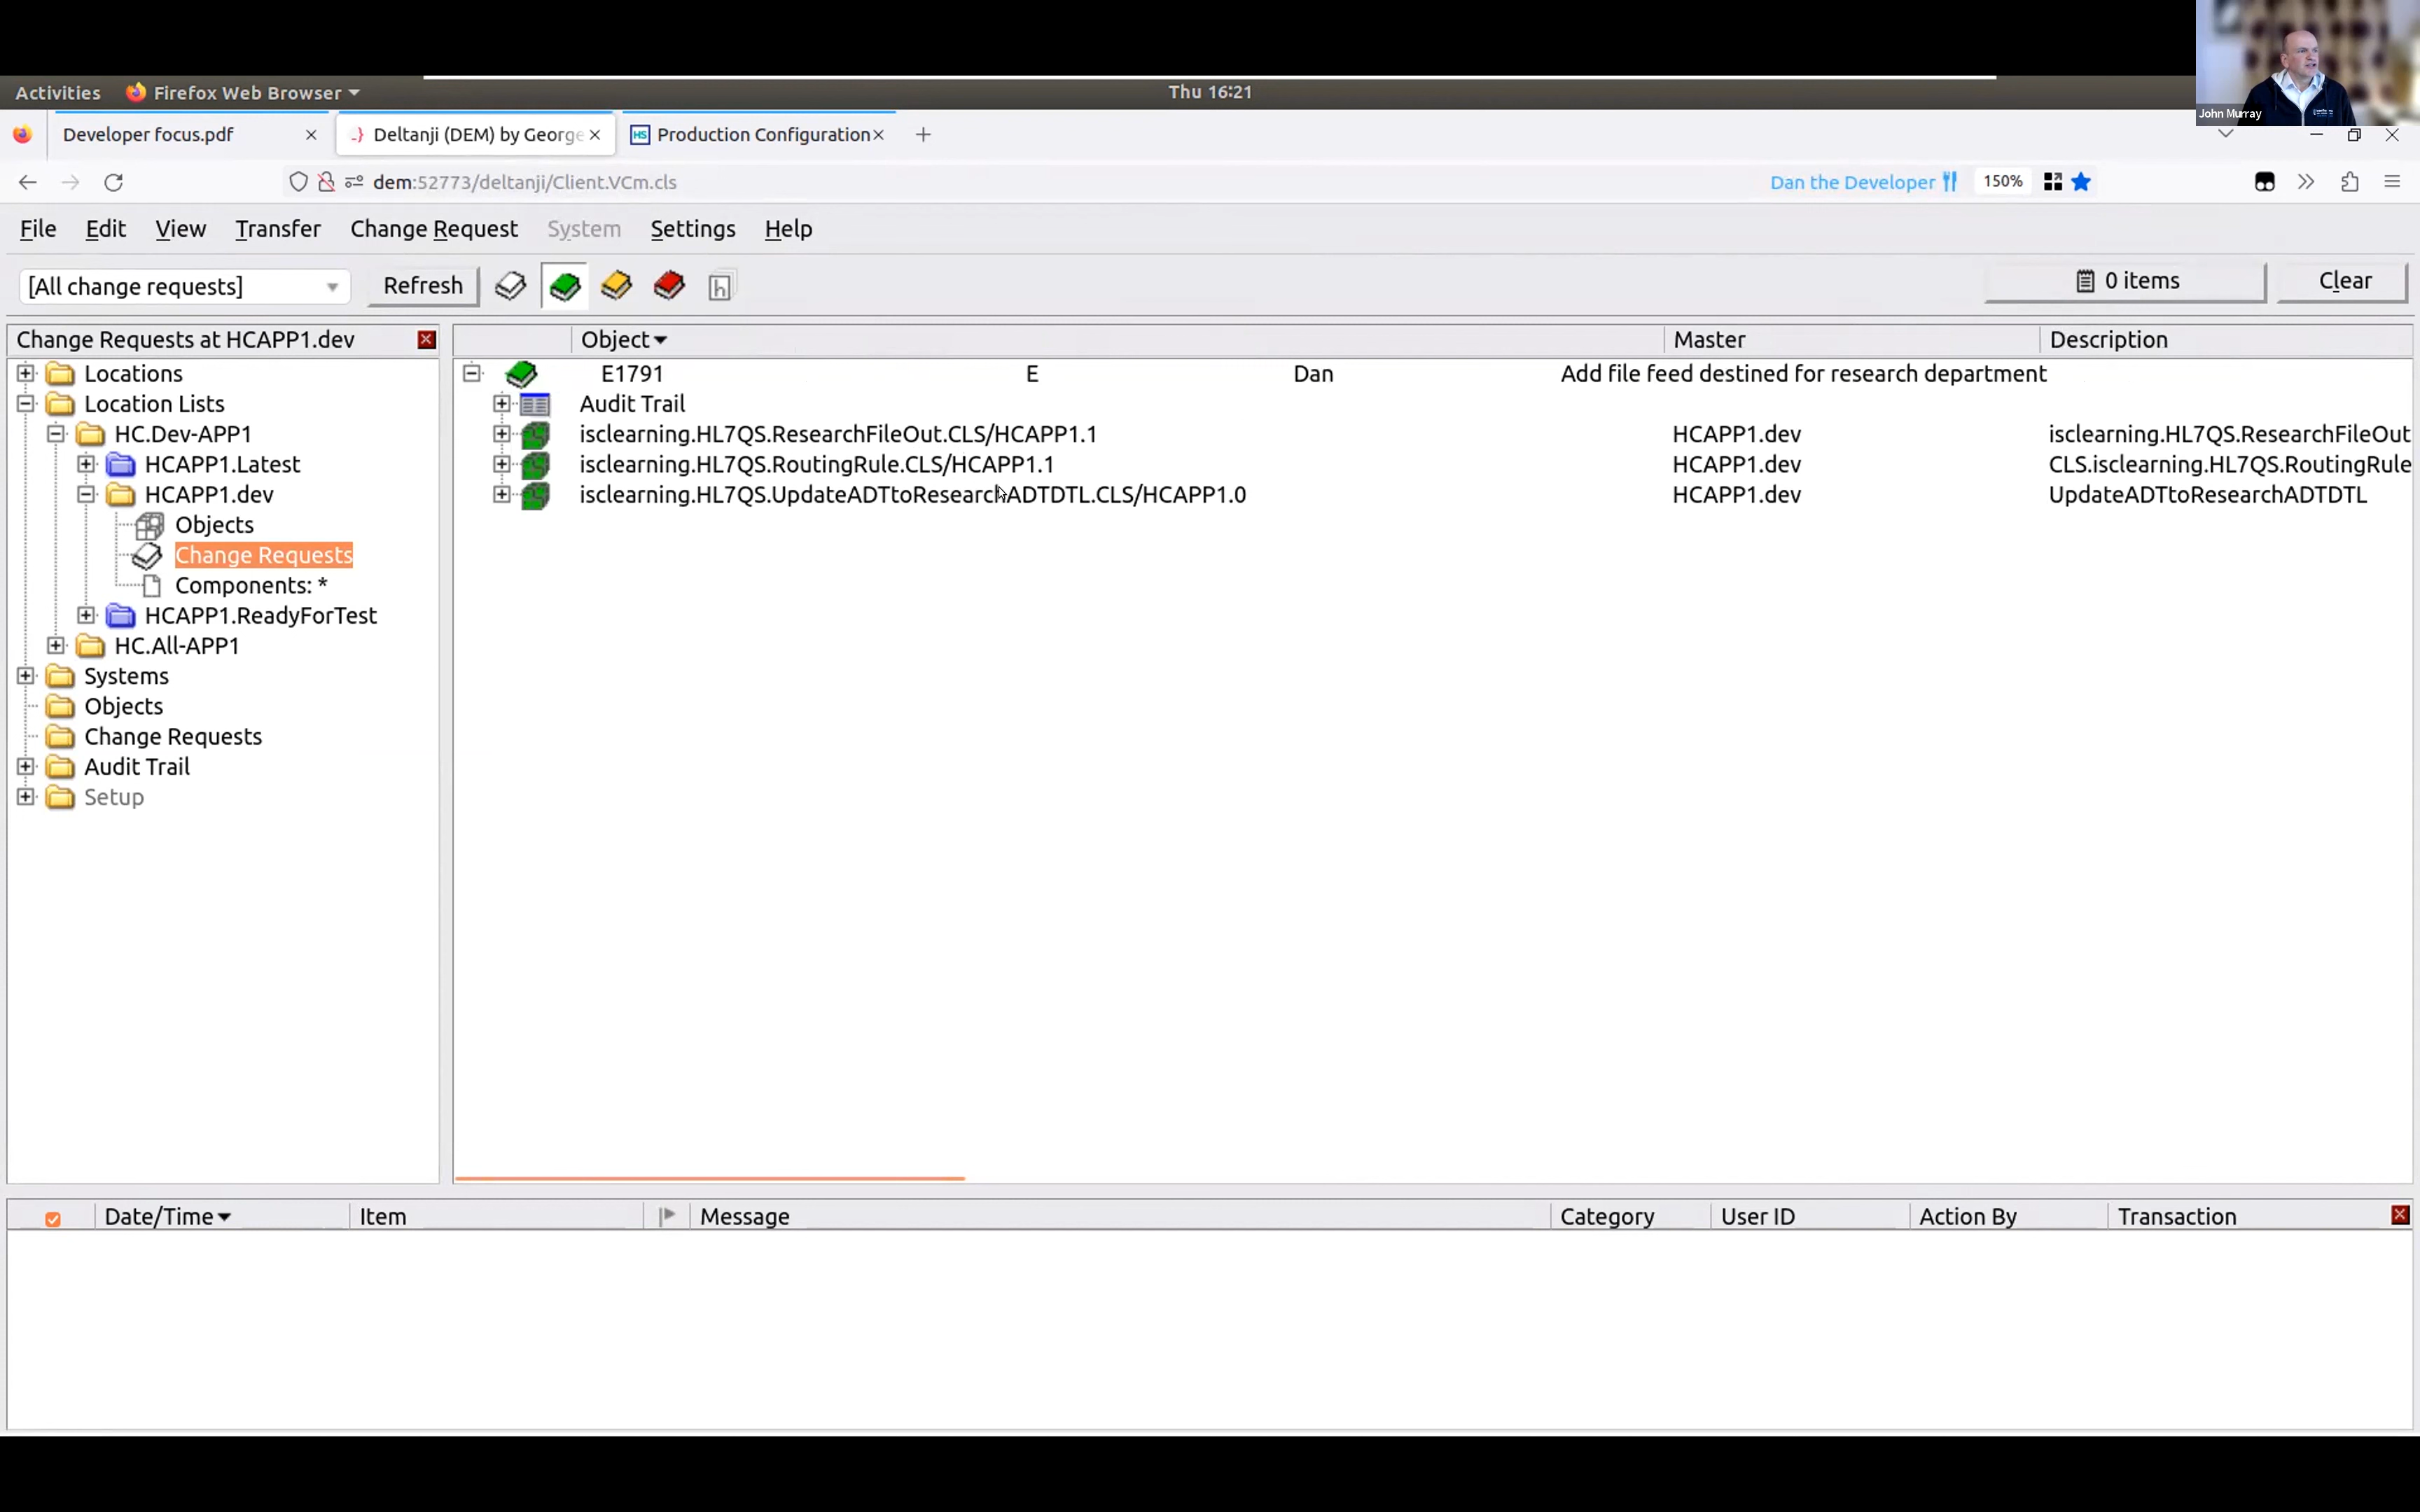 Activities Firefox Web Browser Thu 16:21
John Murray
Developer focus.pdf Deltanji (DEM) by George HS Production Configuration
dem:52773/deltanji/Client.VCm.cls Dan the Developer 150%
File Edit View Transfer Change Request System Settings Help
[All change requests] Refresh h 0 items Clear
Change Requests at HCAPP1.dev Object Master Description
Locations E1791 E Dan Add file feed destined for research department
Location Lists Audit Trail
HC.Dev-APP1 isclearning.HL7QS.ResearchFileOut.CLS/HCAPP1.1 HCAPP1.dev isclearning.HL7QS.ResearchFileOut
HCAPP1.Latest isclearning.HL7QS.RoutingRule.CLS/HCAPP1.1 HCAPP1.dev CLS.isclearning.HL7QS.RoutingRule
HCAPP1.dev isclearning.HL7QS.UpdateADTtoResearchADTDTL.CLS/HCAPP1.0 HCAPP1.dev UpdateADTtoResearchADTDTL
Objects
Change Requests
Components: *
HCAPP1.ReadyForTest
HC.All-APP1
Systems
Objects
Change Requests
Audit Trail
Setup
Date/Time Item Message Category User ID Action By Transaction